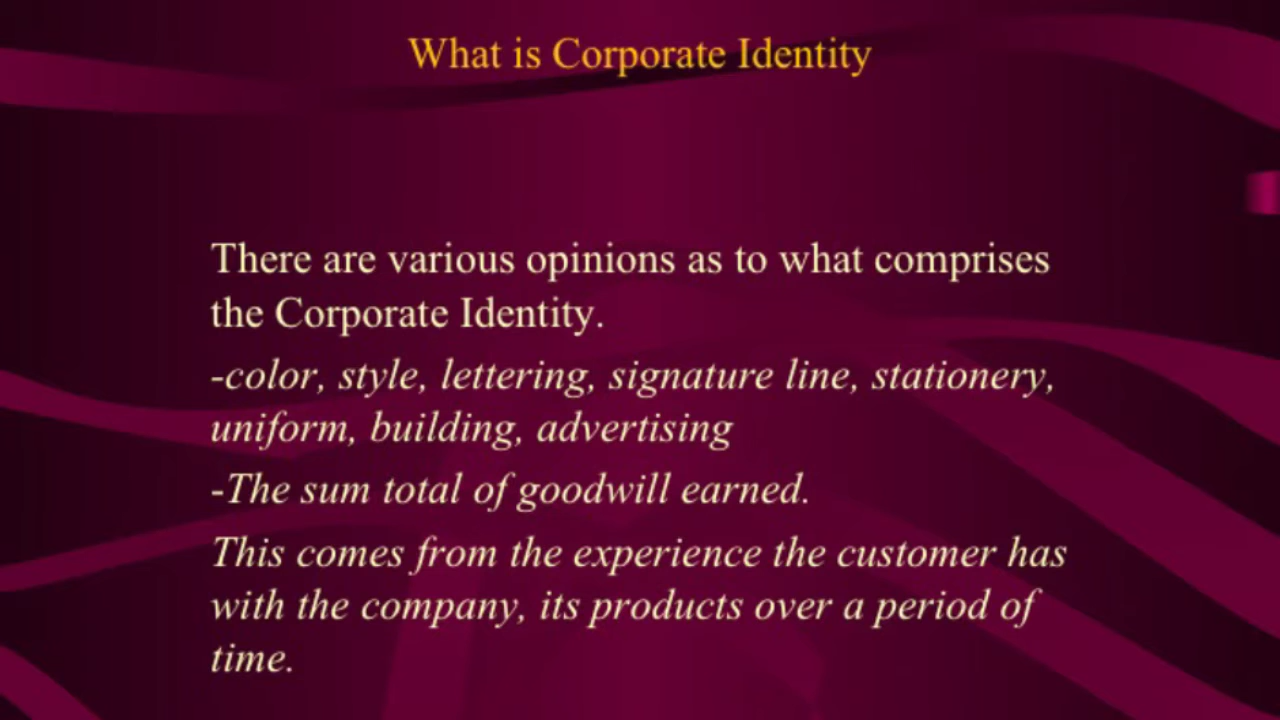 What is Corporate Identity
There are various opinions as to what comprises
the Corporate Identity.
-color, style, lettering, signature line, stationery,
uniform, building, advertising
-The sum total of goodwill earned.
This comes from the experience the customer has
with the company, its products over a period of
time.